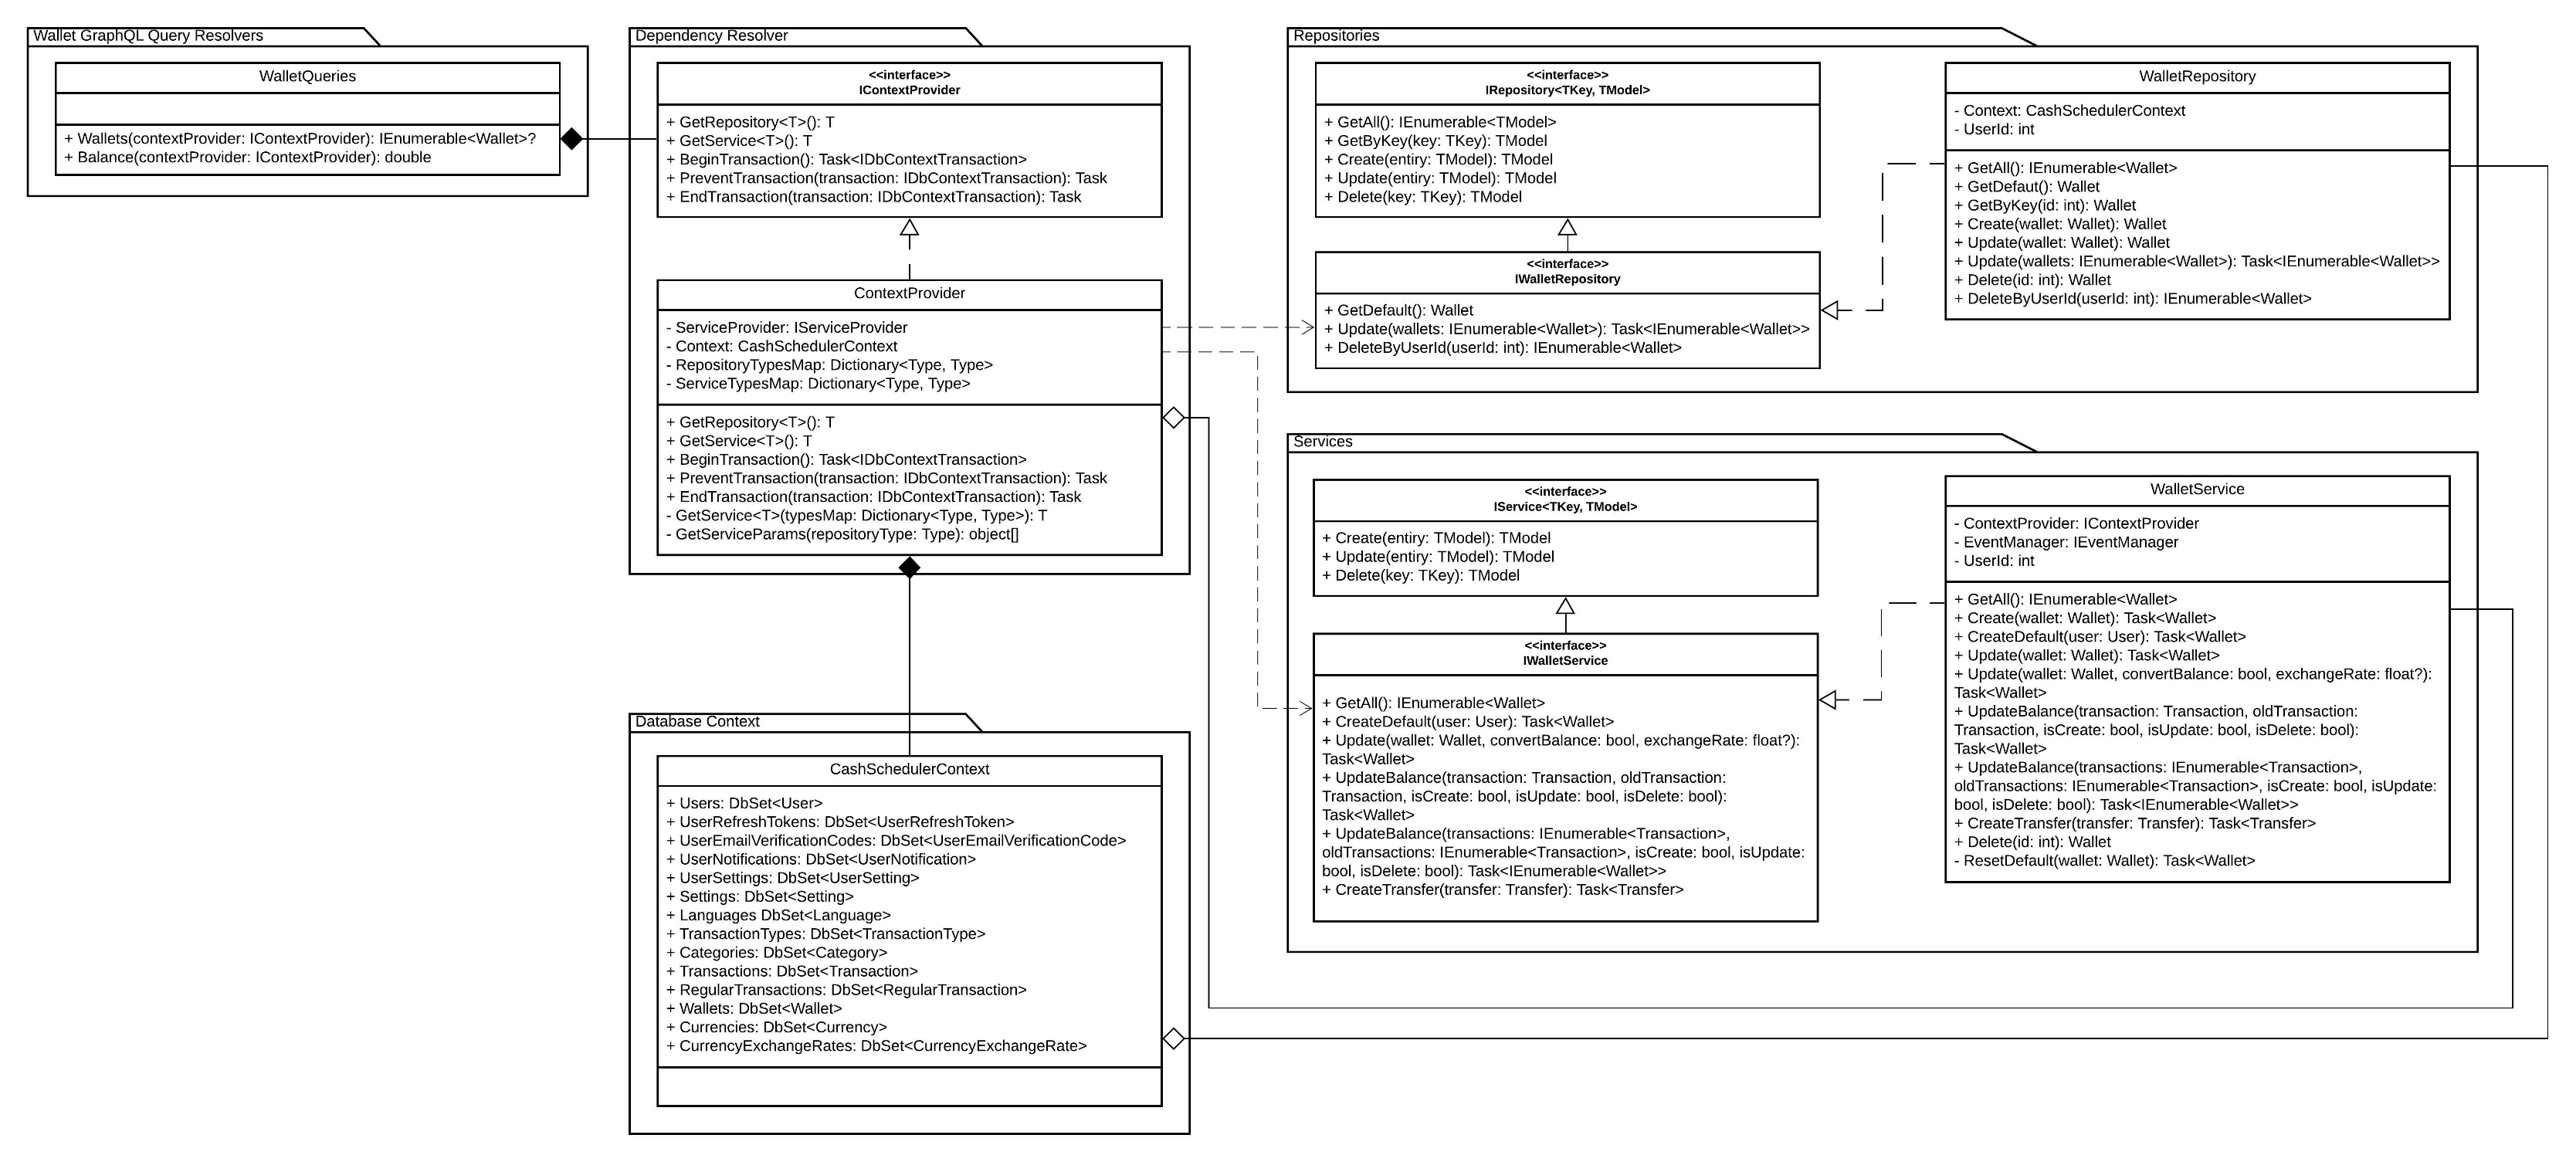 Wallet GraphQL Query Resolvers
WalletQueries
+ Wallets(contextProvider: IContextProvider): IEnumerable<Wallet>?
+ Balance(contextProvider: IContextProvider): double
Dependency Resolver
<<interface>>
IContextProvider
+ GetRepository<T>(): T
+ GetService<T>(): T
+ BeginTransaction(): Task<IDbContextTransaction>
+ PreventTransaction(transaction: IDbContextTransaction): Task
+ EndTransaction(transaction: IDbContextTransaction): Task
ContextProvider
- ServiceProvider: IServiceProvider
- Context: CashSchedulerContext
- RepositoryTypesMap: Dictionary<Type, Type>
- ServiceTypesMap: Dictionary<Type, Type>
+ GetRepository<T>(): T
+ GetService<T>(): T
+ BeginTransaction(): Task<IDbContextTransaction>
+ PreventTransaction(transaction: IDbContextTransaction): Task
+ EndTransaction(transaction: IDbContextTransaction): Task
- GetService<T>(typesMap: Dictionary<Type, Type>): T
- GetServiceParams(repositoryType: Type): object[]
Database Context
CashSchedulerContext
+ Users: DbSet<User>
+ UserRefreshTokens: DbSet<UserRefreshToken>
+ UserEmailVerificationCodes: DbSet<UserEmailVerificationCode>
+ UserNotifications: DbSet<UserNotification>
+ UserSettings: DbSet<UserSetting>
+ Settings: DbSet<Setting>
+ Languages DbSet<Language>
+ TransactionTypes: DbSet<TransactionType>
+ Categories: DbSet<Category>
+ Transactions: DbSet<Transaction>
+ RegularTransactions: DbSet<RegularTransaction>
+ Wallets: DbSet<Wallet>
+ Currencies: DbSet<Currency>
+ CurrencyExchangeRates: DbSet<CurrencyExchangeRate>
Repositories
<<interface>>
IRepository<TKey, TModel>
+ GetAll(): IEnumerable<TModel>
+ GetByKey(key: TKey): TModel
+ Create(entiry: TModel): TModel
+ Update(entiry: TModel): TModel
+ Delete(key: TKey): TModel
<<interface>>
IWalletRepository
+ GetDefault(): Wallet
+ Update(wallets: IEnumerable<Wallet>): Task<IEnumerable<Wallet>>
+ DeleteByUserId(userId: int): IEnumerable<Wallet>
WalletRepository
- Context: CashSchedulerContext
- UserId: int
+ GetAll(): IEnumerable<Wallet>
+ GetDefaut(): Wallet
+ GetByKey(id: int): Wallet
+ Create(wallet: Wallet): Wallet
+ Update(wallet: Wallet): Wallet
+ Update(wallets: IEnumerable<Wallet>): Task<IEnumerable<Wallet>>
+ Delete(id: int): Wallet
+ DeleteByUserId(userId: int): IEnumerable<Wallet>
Services
<<interface>>
IService<TKey, TModel>
+ Create(entiry: TModel): TModel
+ Update(entiry: TModel): TModel
+ Delete(key: TKey): TModel
<<interface>>
IWalletService
+ GetAll(): IEnumerable<Wallet>
+ CreateDefault(user: User): Task<Wallet>
+ Update(wallet: Wallet, convertBalance: bool, exchangeRate: float?):
Task<Wallet>
+ UpdateBalance(transaction: Transaction, oldTransaction:
Transaction, isCreate: bool, isUpdate: bool, isDelete: bool):
Task<Wallet>
+ UpdateBalance(transactions: IEnumerable<Transaction>,
oldTransactions: IEnumerable<Transaction>, isCreate: bool, isUpdate:
bool, isDelete: bool): Task<IEnumerable<Wallet>>
+ CreateTransfer(transfer: Transfer): Task<Transfer>
WalletService
- ContextProvider: IContextProvider
- EventManager: IEventManager
- UserId: int
+ GetAll(): IEnumerable<Wallet>
+ Create(wallet: Wallet): Task<Wallet>
+ CreateDefault(user: User): Task<Wallet>
+ Update(wallet: Wallet): Task<Wallet>
+ Update(wallet: Wallet, convertBalance: bool, exchangeRate: float?):
Task<Wallet>
+ UpdateBalance(transaction: Transaction, oldTransaction:
Transaction, isCreate: bool, isUpdate: bool, isDelete: bool):
Task<Wallet>
+ UpdateBalance(transactions: IEnumerable<Transaction>,
oldTransactions: IEnumerable<Transaction>, isCreate: bool, isUpdate:
bool, isDelete: bool): Task<IEnumerable<Wallet>>
+ CreateTransfer(transfer: Transfer): Task<Transfer>
+ Delete(id: int): Wallet
- ResetDefault(wallet: Wallet): Task<Wallet>